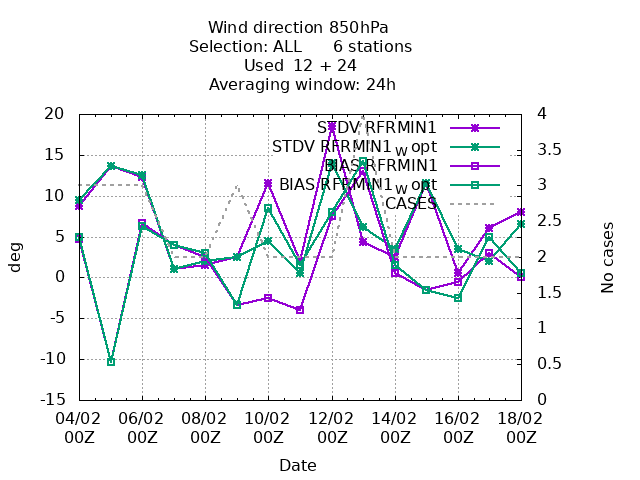 Wind direction 850hPa
Selection: ALL 6 stations
Used 12 + 24
Averaging window: 24h
STDV RFRMIN1
STDV RFRMIN1_w opt
BIAS RFRMIN1
BIAS RFRMIN1_w opt
CASES
deg
20
15
10
5
0
-5
-10
-15
4
3.5
3
2.5
2
1.5
1
0.5
0
No cases
04/02 06/02 08/02 10/02 12/02 14/02 16/02 18/02
00Z 00Z 00Z 00Z 00Z 00Z 00Z 00Z
Date